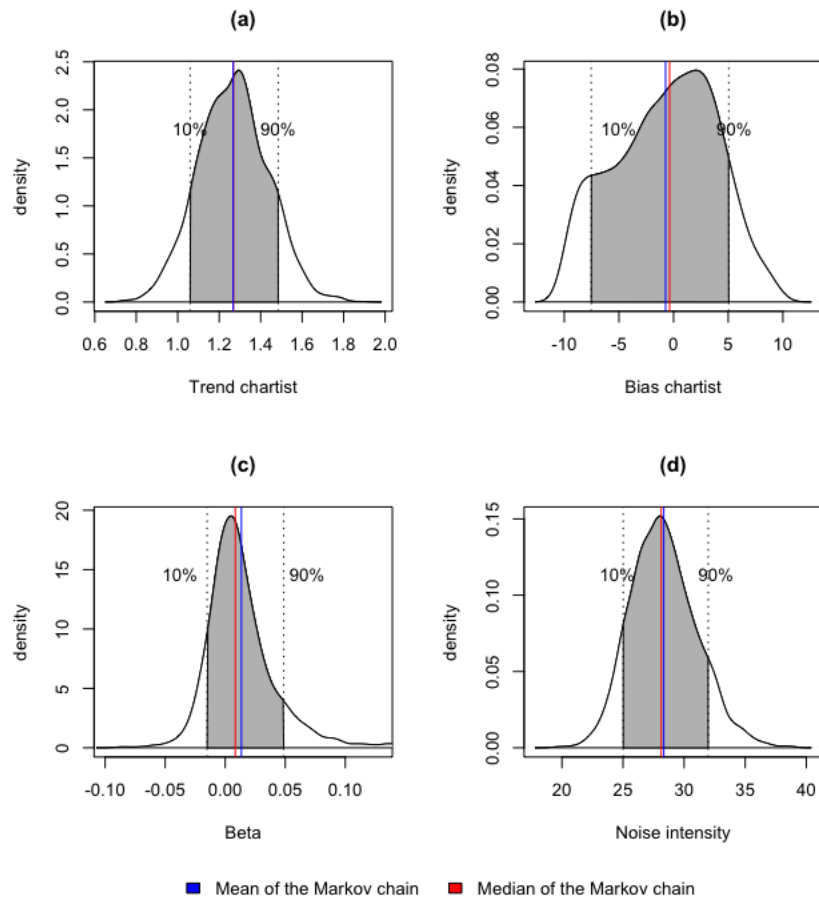 (a)
2.5
2.0
1.5
1.0
0.5
0.0
density
10%
90%
0.6 0.8 1.0 1.2 1.4 1.6 1.8 2.0
Trend chartist
(b)
0.08
0.06
0.04
0.02
0.00
density
10%
90%
-10 -5 0 5 10
Bias chartist
(c)
20
15
10
5
0
density
10%
90%
-0.10 -0.05 0.00 0.05 0.10
Beta
(d)
0.15
0.10
0.05
0.00
density
10%
90%
20 25 30 35 40
Noise intensity
Mean of the Markov chain Median of the Markov chain